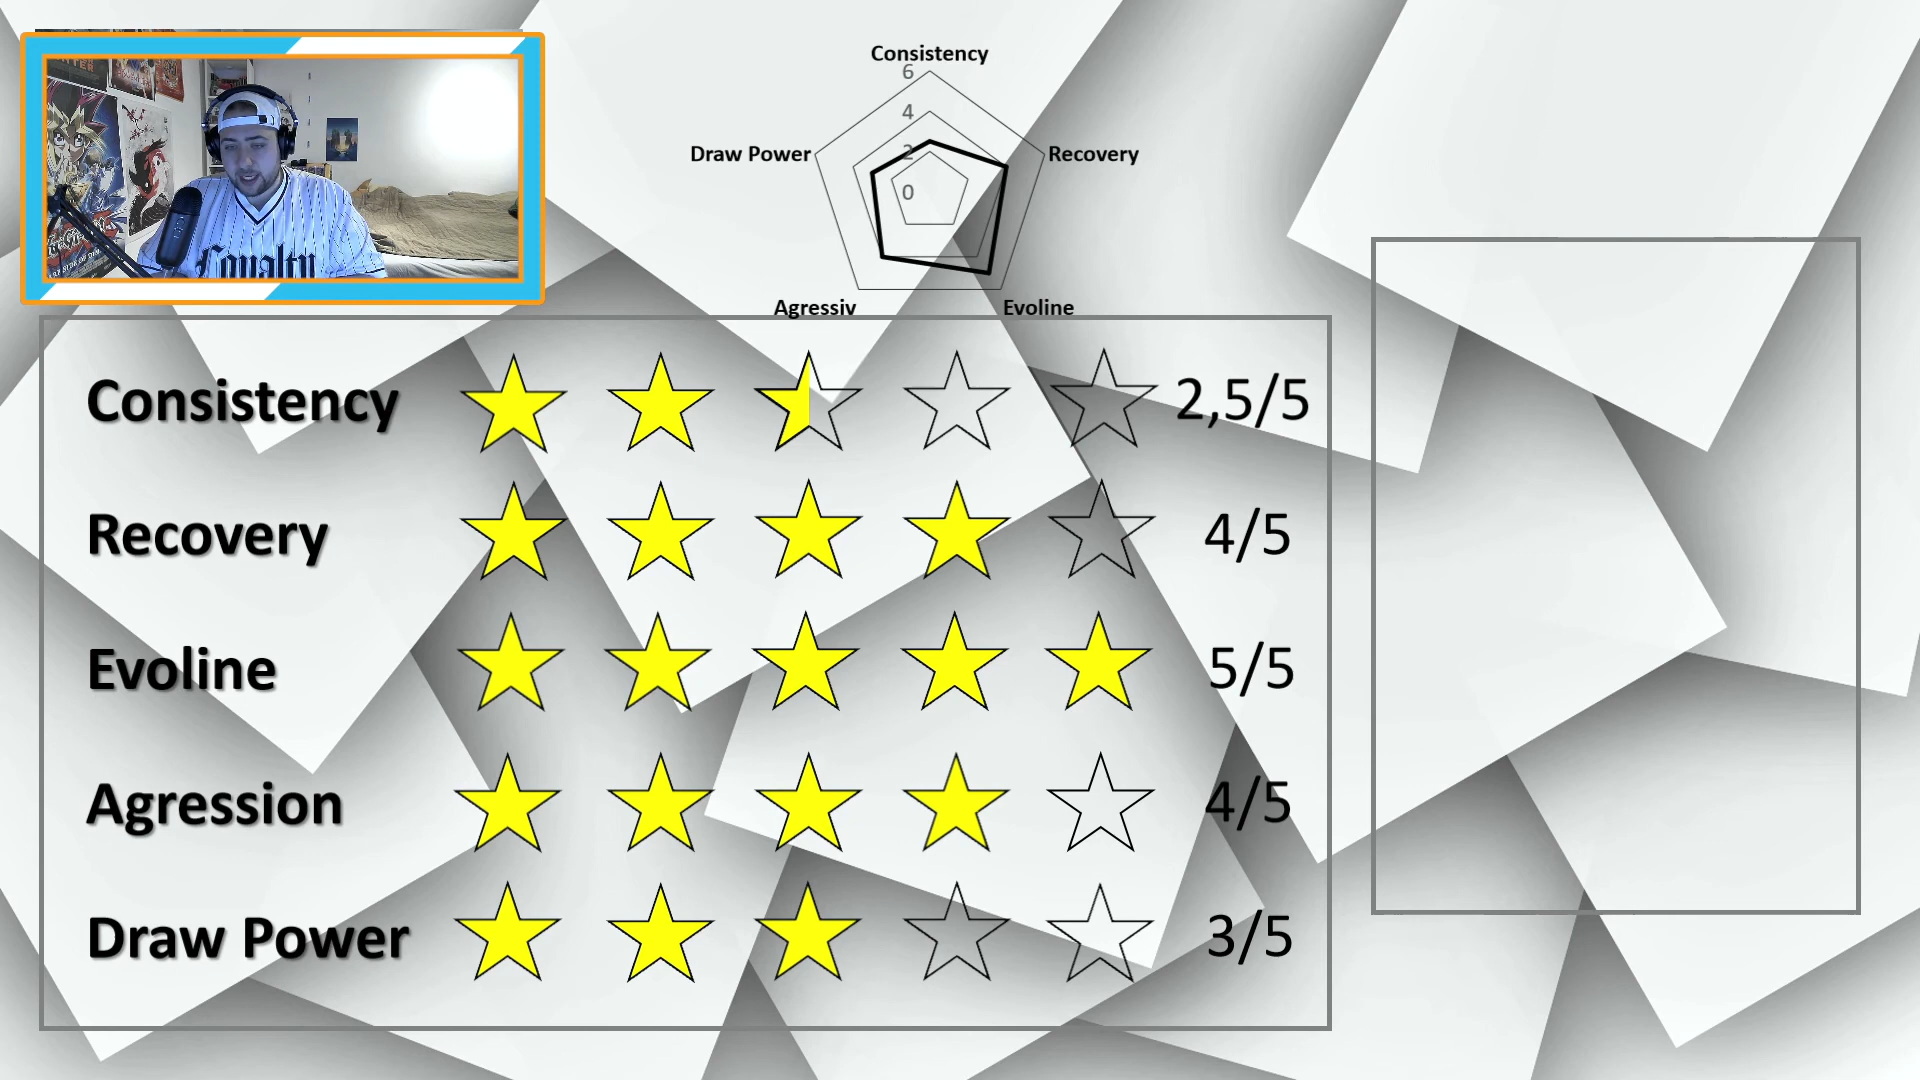 Consistency
6
4
2
0
Draw Power
Recovery
Agressiv
Evoline
Consistency 2,5/5
Recovery 4/5
Evoline 5/5
Agression 4/5
Draw Power 3/5